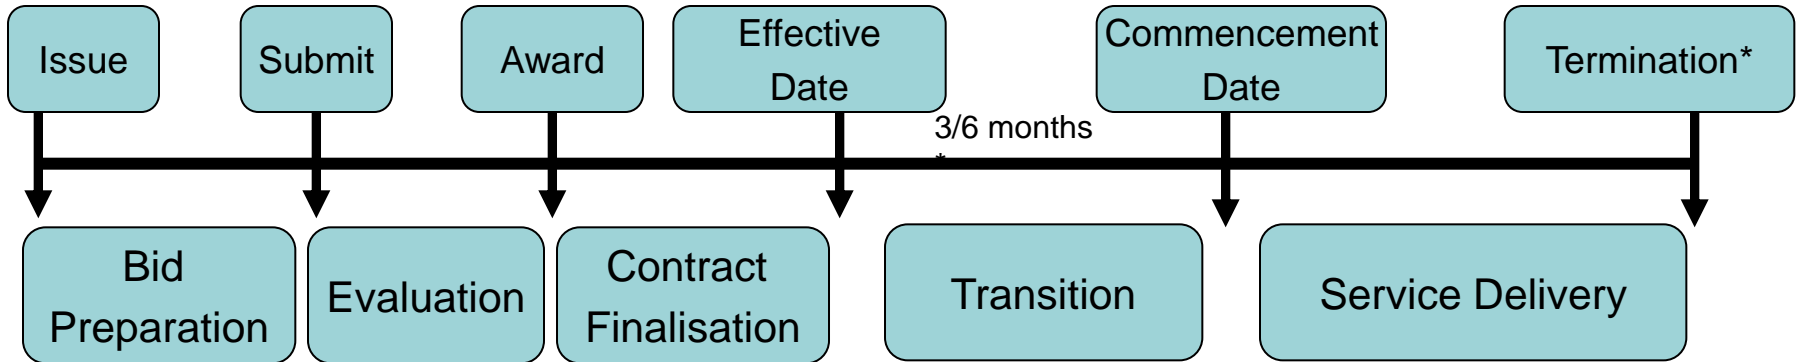 Issue
Submit
Award
Effective
Date
Commencement
Date
Termination*
3/6 months
*
Bid
Preparation
Evaluation
Contract
Finalisation
Transition
Service Delivery